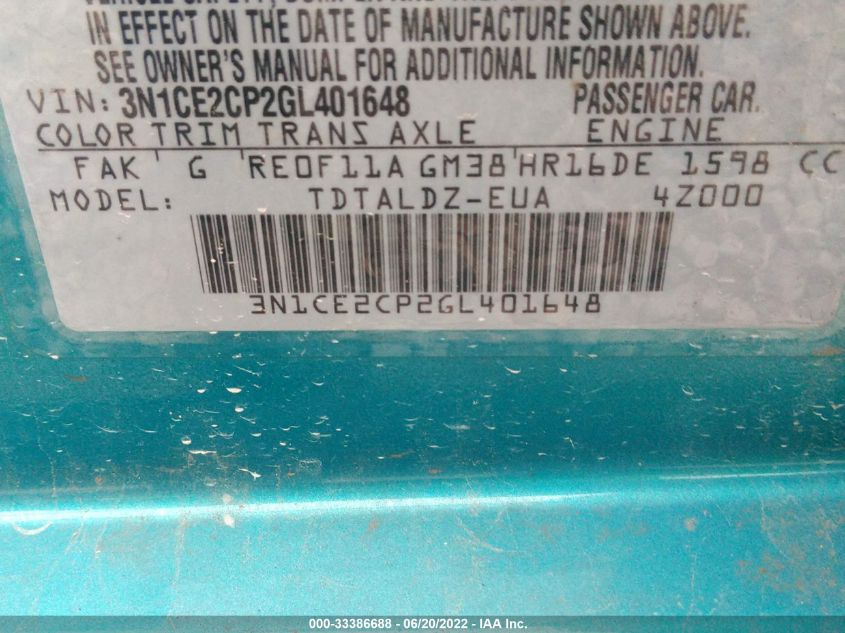 IN EFFECT ON THE DATE OF MANUFACTURE SHOWN ABOVE.
SEE OWNER'S MANUAL FOR ADDITIONAL INFORMATION.
VIN: 3N1CE2CP2GL401648 PASSENGER CAR.
COLOR TRIM TRANS AXLE ENGINE
FAK G RE0F11A GM38 HR16DE 1598 CC
MODEL: TDTALDZ-EUA 4Z000
3N1CE2CP2GL401648
000-33386688 - 06/20/2022 - IAA Inc.